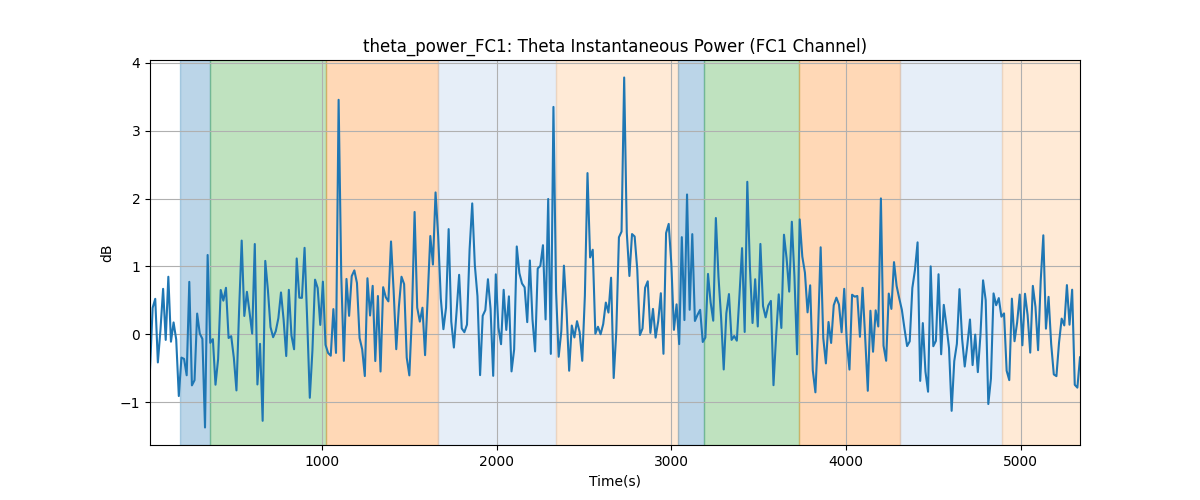 theta_power_FC1: Theta Instantaneous Power (FC1 Channel)
4
3
2
1
0
−1
dB
1000 2000 3000 4000 5000
Time(s)